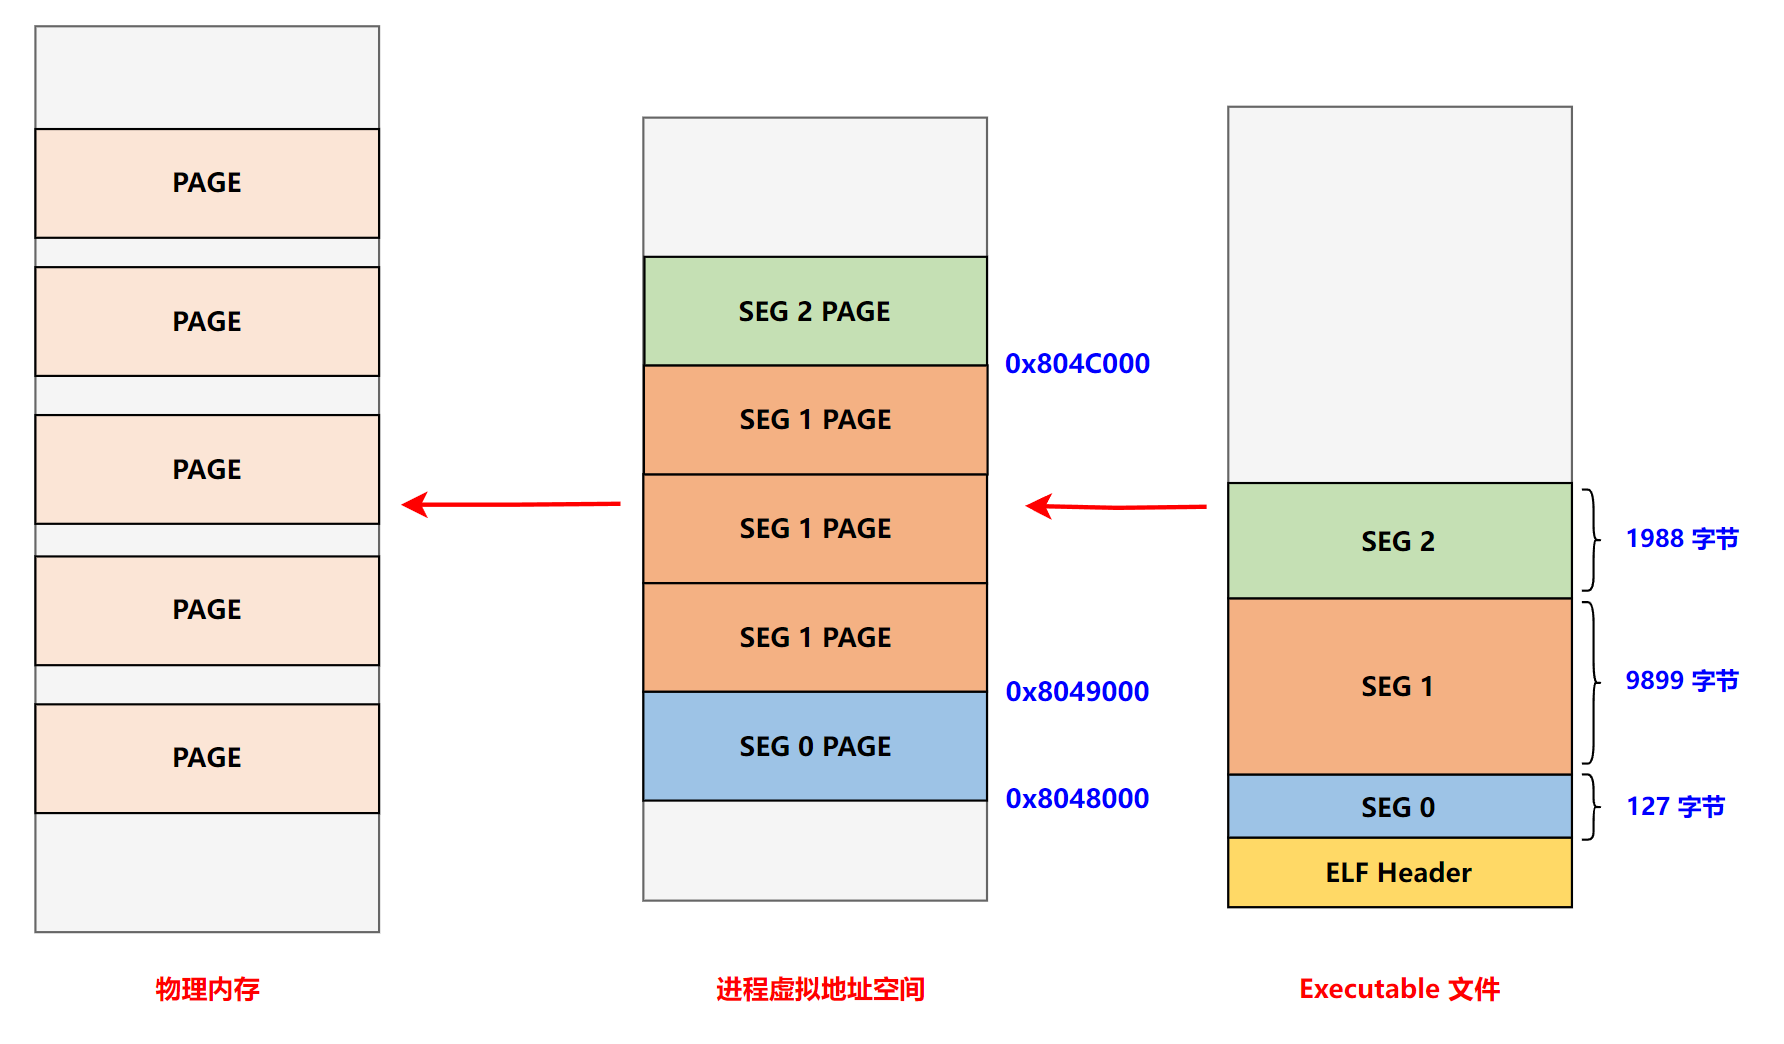 PAGE
PAGE
PAGE
PAGE
PAGE
物理内存
SEG 2 PAGE
0x804C000
SEG 1 PAGE
SEG 1 PAGE
SEG 1 PAGE
0x8049000
SEG 0 PAGE
0x8048000
进程虚拟地址空间
SEG 2
1988 字节
SEG 1
9899 字节
SEG 0
127 字节
ELF Header
Executable 文件